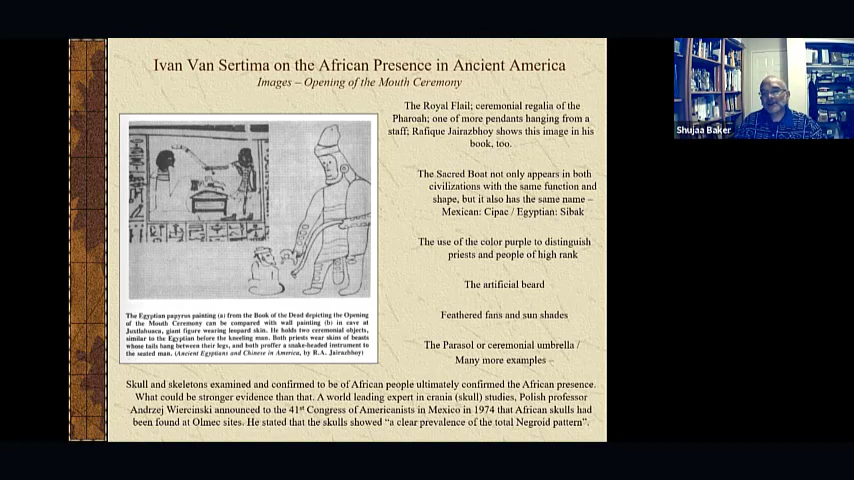 Ivan Van Sertima on the African Presence in Ancient America
Images – Opening of the Mouth Ceremony
The Royal Flail; ceremonial regalia of the
Pharoah; one of more pendants hanging from a
staff; Rafique Jairazbhoy shows this image in his
book, too.
The Sacred Boat not only appears in both
civilizations with the same function and
shape, but it also has the same name –
Mexican: Cipac / Egyptian: Sibak
The use of the color purple to distinguish
priests and people of high rank
The artificial beard
Feathered fans and sun shades
The Parasol or ceremonial umbrella /
Many more examples –
The Egyptian papyrus painting (a) from the Book of the Dead depicting the Opening
of the Mouth Ceremony can be compared with wall painting (b) in cave at
Juxtlahuaca, giant figure wearing leopard skin. He holds two ceremonial objects,
similar to the Egyptian before the kneeling man. Both priests wear skins of beasts
whose tails hang between their legs, and both proffer a snake-headed instrument to
the seated man. (Ancient Egyptians and Chinese in America, by R.A. Jairazbhoy)
Skull and skeletons examined and confirmed to be of African people ultimately confirmed the African presence.
What could be stronger evidence than that. A world leading expert in crania (skull) studies, Polish professor
Andrzej Wiercinski announced to the 41st Congress of Americanists in Mexico in 1974 that African skulls had
been found at Olmec sites. He stated that the skulls showed “a clear prevalence of the total Negroid pattern”.
Shujaa Baker